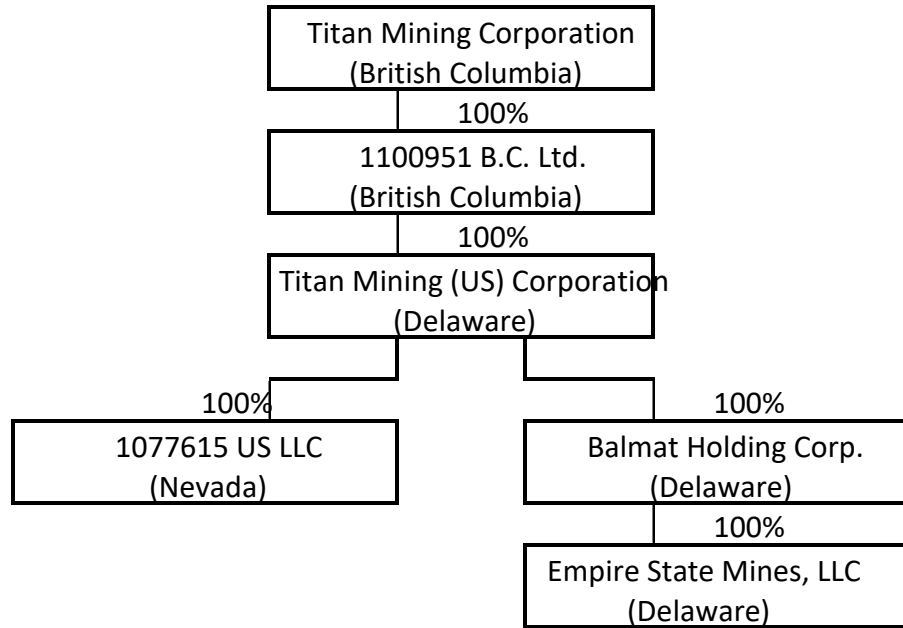 Titan Mining Corporation
(British Columbia)
100%
1100951 B.C. Ltd.
(British Columbia)
100%
Titan Mining (US) Corporation
(Delaware)
100%
100%
1077615 US LLC
(Nevada)
Balmat Holding Corp.
(Delaware)
100%
Empire State Mines, LLC
(Delaware)